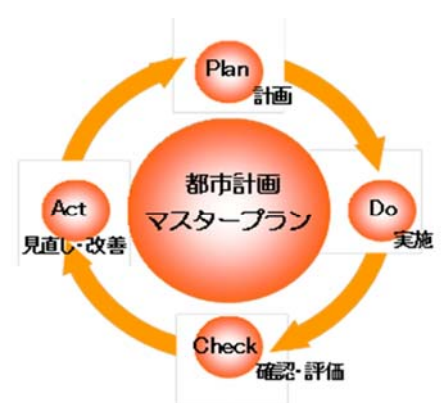 Plan
計画
都市計画
マスタープラン
Do
実施
Check
確認・評価
Act
見直し・改善